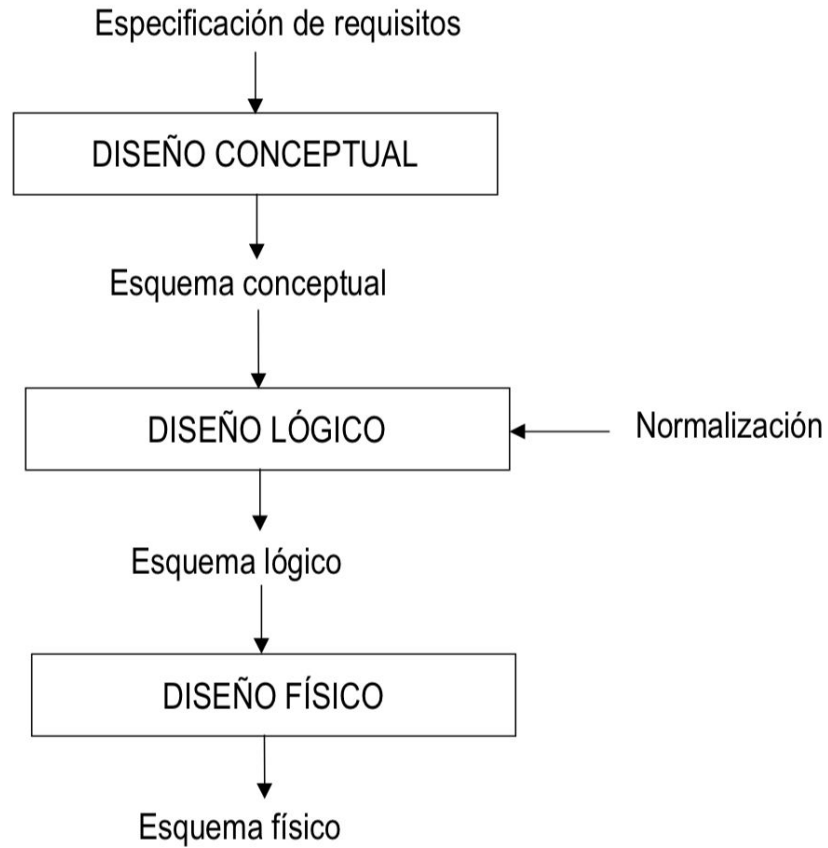 Especificación de requisitos
DISEÑO CONCEPTUAL
Esquema conceptual
DISEÑO LÓGICO
Normalización
Esquema lógico
DISEÑO FÍSICO
Esquema físico